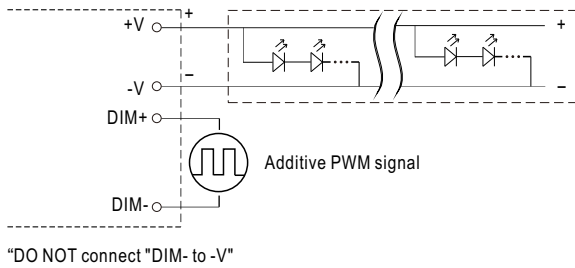 +V + +
-V – –
DIM+
Additive PWM signal
DIM-
“DO NOT connect "DIM- to -V"